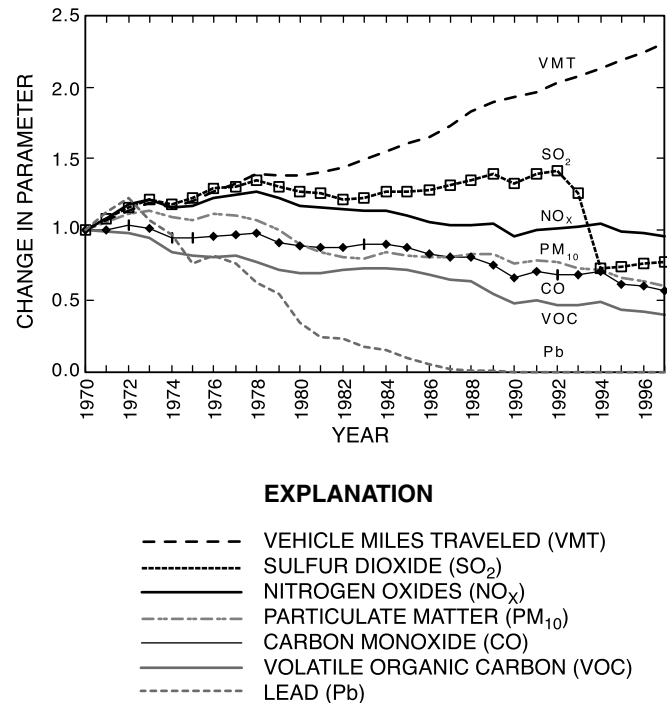 2.5
2.0
1.5
1.0
0.5
0.0
CHANGE IN PARAMETER
VMT
SO2
NOX
PM10
CO
VOC
Pb
1970
1972
1974
1976
1978
1980
1982
1984
1986
1988
1990
1992
1994
1996
YEAR
EXPLANATION
VEHICLE MILES TRAVELED (VMT)
SULFUR DIOXIDE (SO2)
NITROGEN OXIDES (NOX)
PARTICULATE MATTER (PM10)
CARBON MONOXIDE (CO)
VOLATILE ORGANIC CARBON (VOC)
LEAD (Pb)